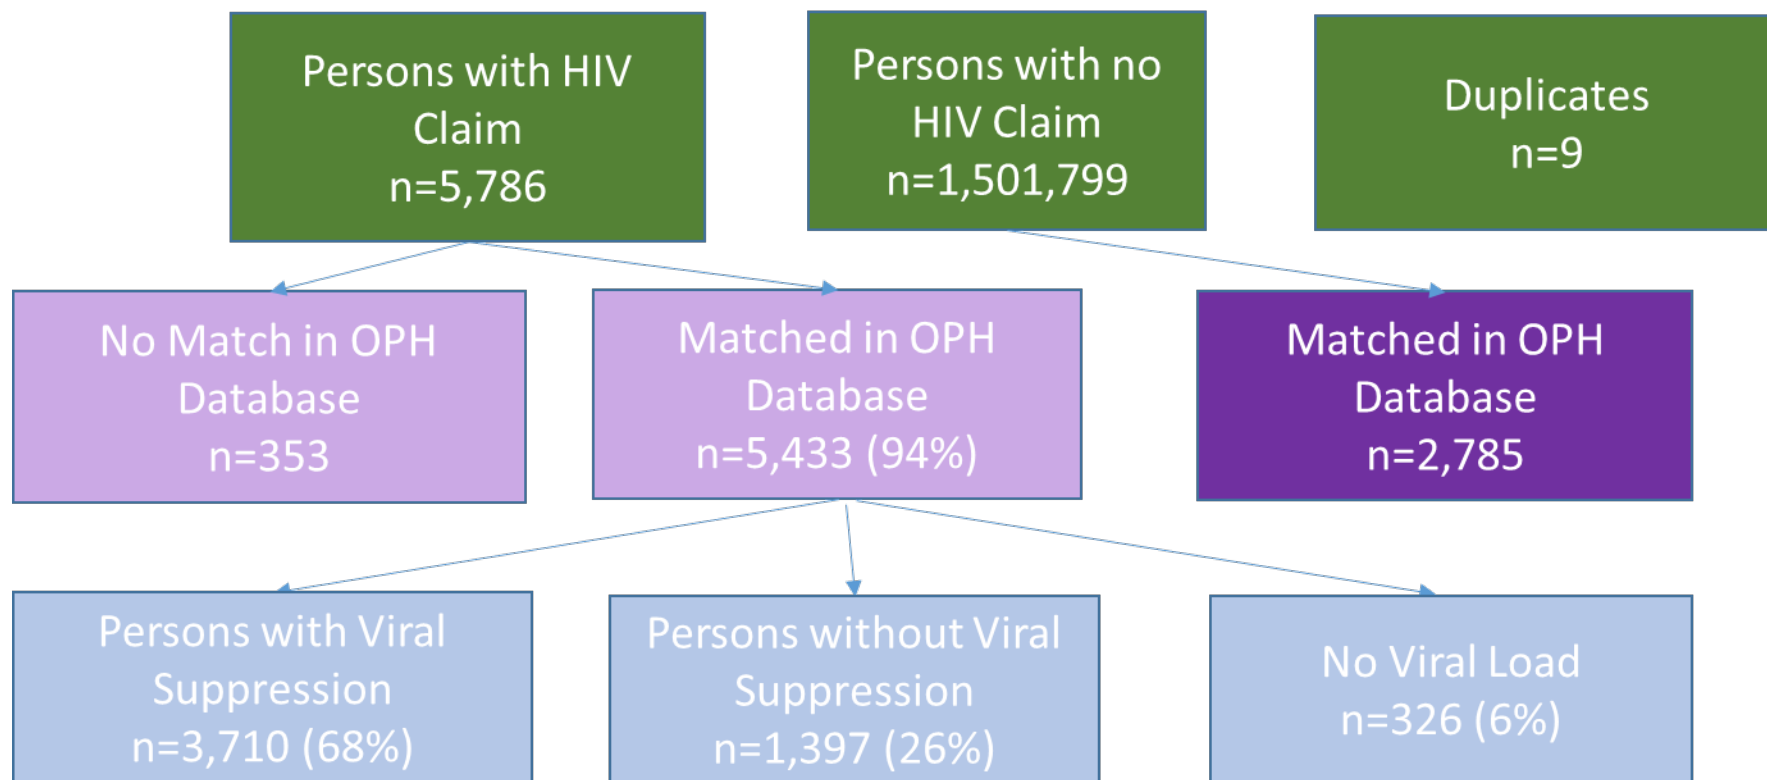 Persons with HIV
Claim
n=5,786
Persons with no
HIV Claim
n=1,501,799
Duplicates
n=9
No Match in OPH
Database
n=353
Matched in OPH
Database
n=5,433 (94%)
Matched in OPH
Database
n=2,785
Persons with Viral
Suppression
n=3,710 (68%)
Persons without Viral
Suppression
n=1,397 (26%)
No Viral Load
n=326 (6%)